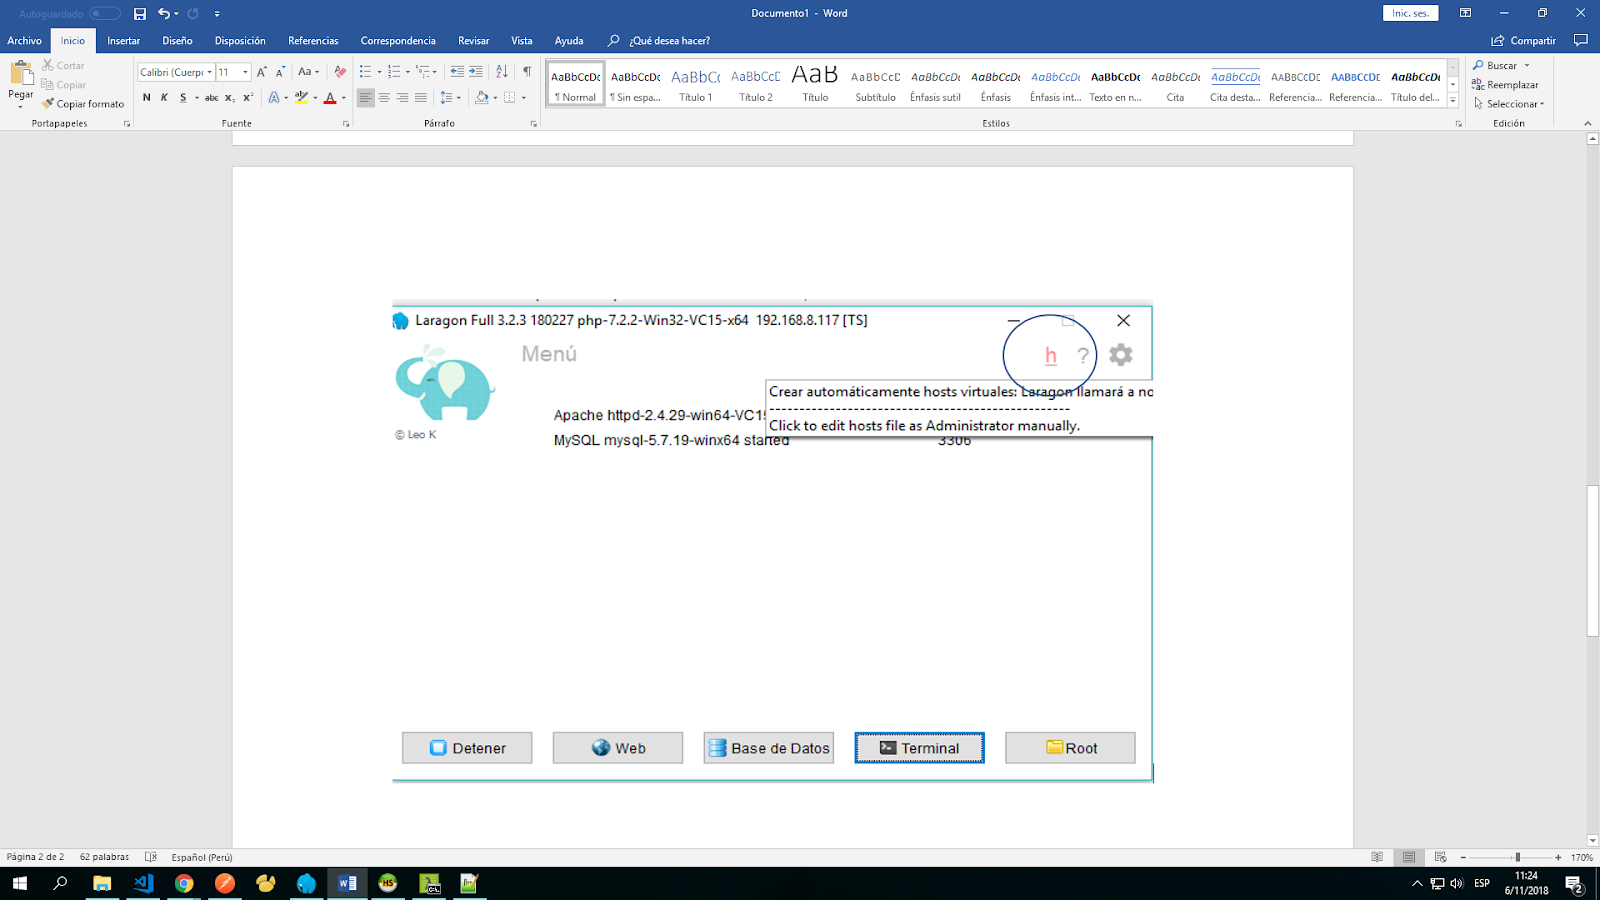 Autoguardado
Documento1 - Word
Inic. ses.
Archivo Inicio Insertar Diseño Disposición Referencias Correspondencia Revisar Vista Ayuda ¿Qué desea hacer? Compartir
Pegar
Cortar
Copiar
Copiar formato
Portapapeles
Calibri (Cuerpo 11
Aa
N K S abc x₂ x²
Fuente
Párrafo
AaBbCcDc AaBbCcDc AaBbCc AaBbCcD AaB AaBbCcD AaBbCcDc AaBbCcDc AaBbCcDc AaBbCcDc AaBbCcDc AaBbCcDc AABBCCDE AABBCCDE AaBbCcDc
¶ Normal ¶ Sin espa... Título 1 Título 2 Título Subtítulo Énfasis sutil Énfasis Énfasis int... Texto en n... Cita Cita desta... Referencia... Referencia... Título del...
Estilos
Buscar
Reemplazar
Seleccionar
Edición
Laragon Full 3.2.3 180227 php-7.2.2-Win32-VC15-x64 192.168.8.117 [TS]
Menú
h ?
Crear automáticamente hosts virtuales: Laragon llamará a no
--------------------------------------------------
Click to edit hosts file as Administrator manually.
Apache httpd-2.4.29-win64-VC15
MySQL mysql-5.7.19-winx64 started 3306
© Leo K
Detener Web Base de Datos Terminal Root
Página 2 de 2 62 palabras Español (Perú)
170%
ESP
11:24
6/11/2018
2